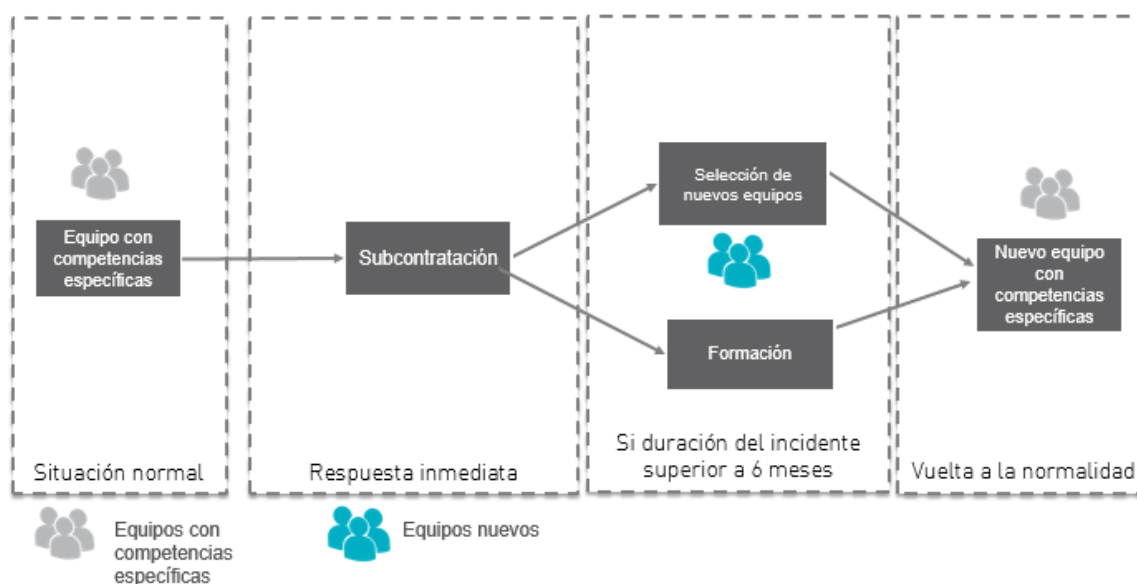 Equipo con
competencias
específicas
Subcontratación
Selección de
nuevos equipos
Formación
Nuevo equipo
con
competencias
específicas
Situación normal
Respuesta inmediata
Si duración del incidente
superior a 6 meses
Vuelta a la normalidad
Equipos con
competencias
específicas
Equipos nuevos